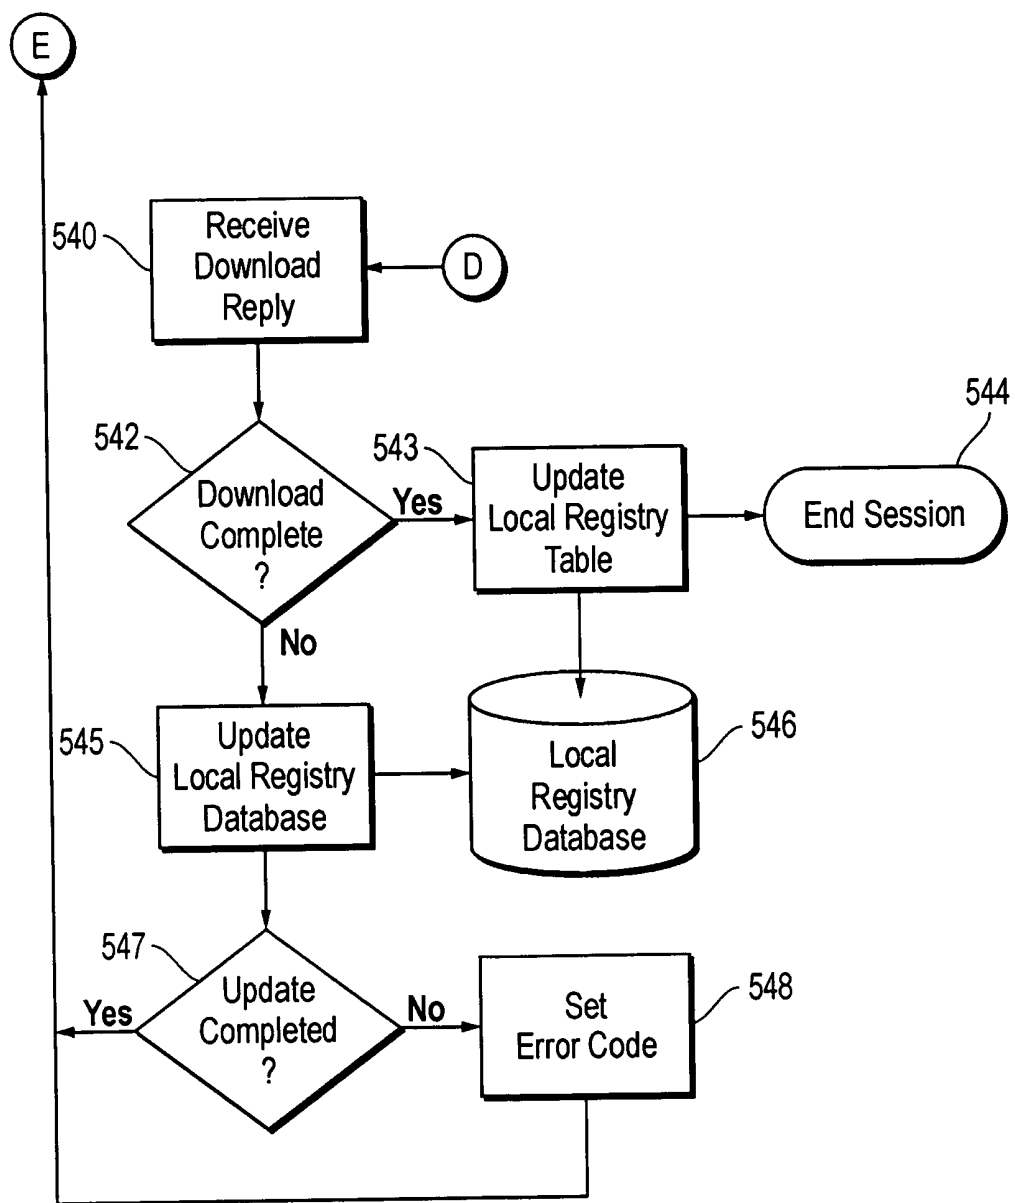 E
540
Receive
Download
Reply
D
542
Download
Complete
?
Yes
543
Update
Local Registry
Table
544
End Session
No
545
Update
Local Registry
Database
546
Local
Registry
Database
547
Update
Completed
?
Yes
No
548
Set
Error Code